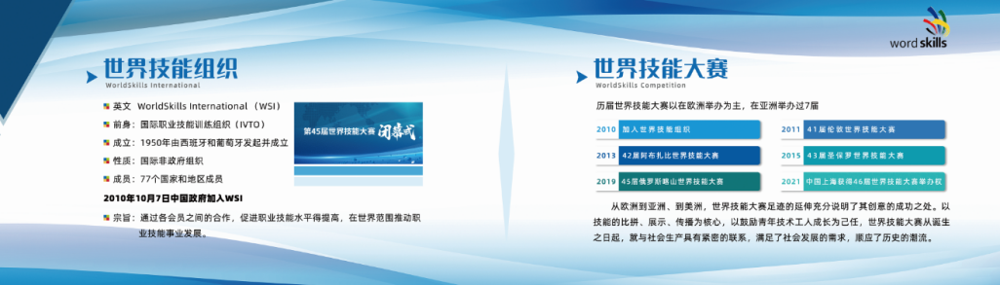 word skills
世界技能组织
WorldSkills International
英文 WorldSkills International（WSI）
前身：国际职业技能训练组织（IVTO）
成立：1950年由西班牙和葡萄牙发起并成立
性质：国际非政府组织
成员：77个国家和地区成员
2010年10月7日中国政府加入WSI
宗旨：通过各会员之间的合作，促进职业技能水平得提高，在世界范围推动职
业技能事业发展。
第45届世界技能大赛 闭幕式
世界技能大赛
WorldSkills Competition
历届世界技能大赛以在欧洲举办为主，在亚洲举办过7届
2010 加入世界技能组织
2011 41届伦敦世界技能大赛
2013 42届阿布扎比世界技能大赛
2015 43届圣保罗世界技能大赛
2019 45届俄罗斯喀山世界技能大赛
2021 中国上海获得46届世界技能大赛举办权
从欧洲到亚洲、到美洲，世界技能大赛足迹的延伸充分说明了其创意的成功之处。以
技能的比拼、展示、传播为核心，以鼓励青年技术工人成长为己任，世界技能大赛从诞生
之日起，就与社会生产具有紧密的联系，满足了社会发展的需求，顺应了历史的潮流。